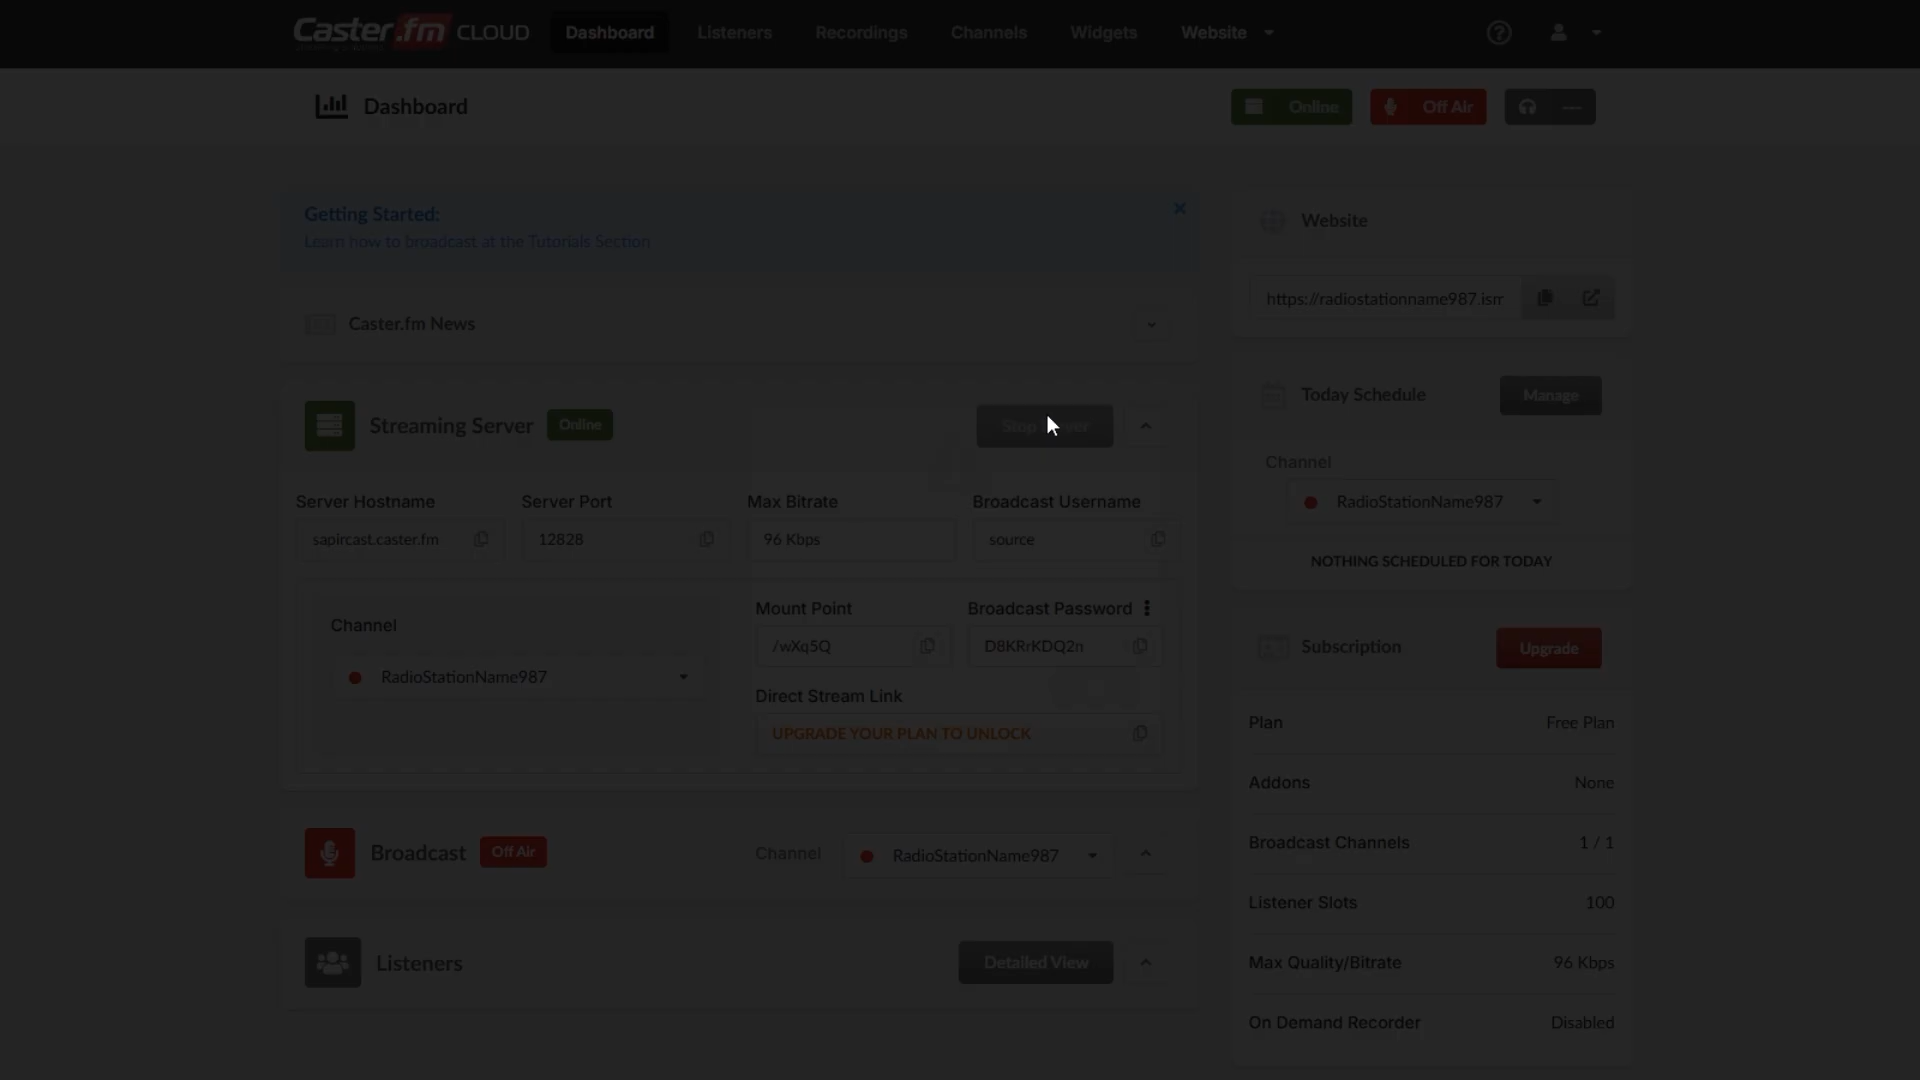 Caster.fm CLOUD
Dashboard
Listeners
Recordings
Channels
Widgets
Website
Dashboard
Online
Off Air
Getting Started:
Learn how to broadcast at the Tutorials Section
Website
https://radiostationname987.isrr
Caster.fm News
Today Schedule
Manage
Channel
RadioStationName987
NOTHING SCHEDULED FOR TODAY
Streaming Server
Online
Server Hostname
Server Port
Max Bitrate
Broadcast Username
sapircast.caster.fm
12828
96 Kbps
source
Channel
RadioStationName987
Mount Point
Broadcast Password
/wXq5Q
D8KRrKDQ2n
Direct Stream Link
UPGRADE YOUR PLAN TO UNLOCK
Subscription
Upgrade
Plan
Free Plan
Addons
None
Broadcast Channels
1 / 1
Listener Slots
100
Max Quality/Bitrate
96 Kbps
On Demand Recorder
Disabled
Broadcast
Off Air
Channel
RadioStationName987
Listeners
Detailed View